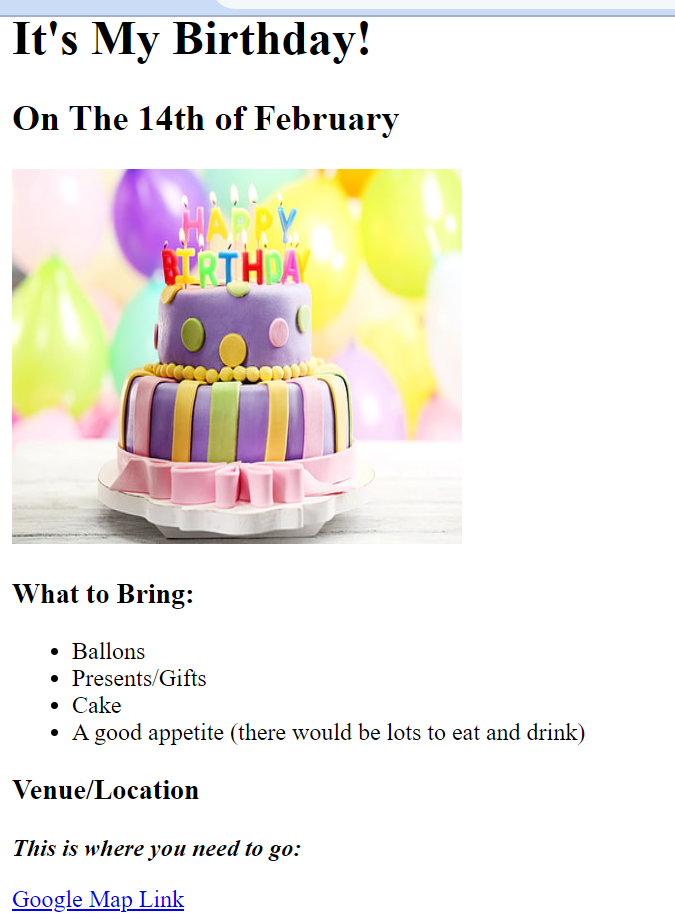 It's My Birthday!
On The 14th of February
HAPPY
BIRTHDAY
What to Bring:
Ballons
Presents/Gifts
Cake
A good appetite (there would be lots to eat and drink)
Venue/Location
This is where you need to go:
Google Map Link